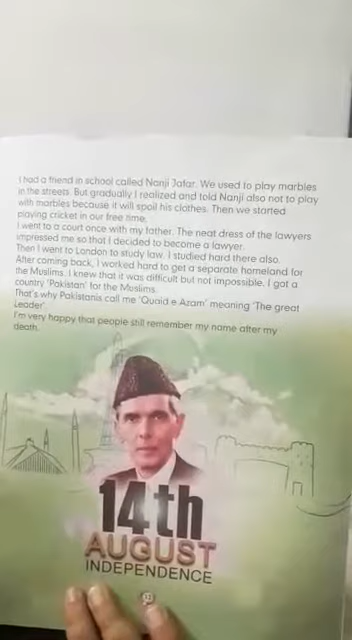 I had a friend in school called Nanji Jafar. We used to play marbles
in the streets. But gradually I realized and told Nanji also not to play
with marbles because it will spoil his clothes. Then we started
playing cricket in our free time.
I went to a court once with my father. The neat dress of the lawyers
impressed me so that I decided to become a lawyer.
Then I went to London to study law. I studied hard there also.
After coming back, I worked hard to get a separate homeland for
the Muslims. I knew that it was difficult but not impossible. I got a
country 'Pakistan' for the Muslims.
That's why Pakistanis call me 'Quaid e Azam' meaning 'The great
Leader'.
I'm very happy that people still remember my name after my
death.
14th
AUGUST
INDEPENDENCE